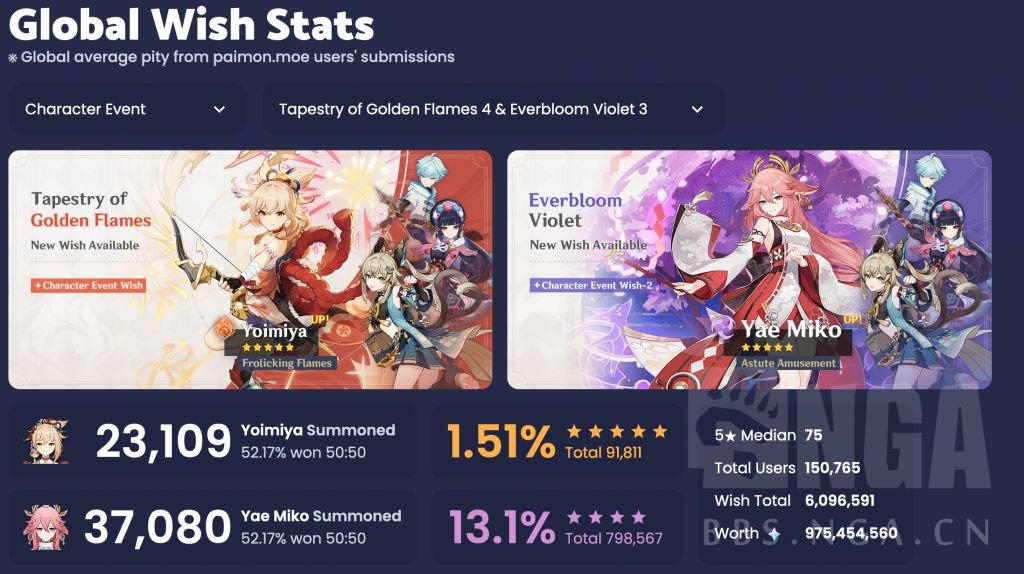 Global Wish Stats
※ Global average pity from paimon.moe users' submissions
Character Event
Tapestry of Golden Flames 4 & Everbloom Violet 3
Tapestry of
Golden Flames
New Wish Available
✦Character Event Wish
UP!
Yoimiya
★★★★★
Frolicking Flames
Everbloom
Violet
New Wish Available
✦Character Event Wish-2
UP!
Yae Miko
★★★★★
Astute Amusement
23,109 Yoimiya Summoned
52.17% won 50:50
37,080 Yae Miko Summoned
52.17% won 50:50
1.51% ★★★★★
Total 91,811
13.1% ★★★★
Total 798,567
5★ Median 75
Total Users 150,765
Wish Total 6,096,591
Worth 975,454,560
NGA
BBS.NGA.CN